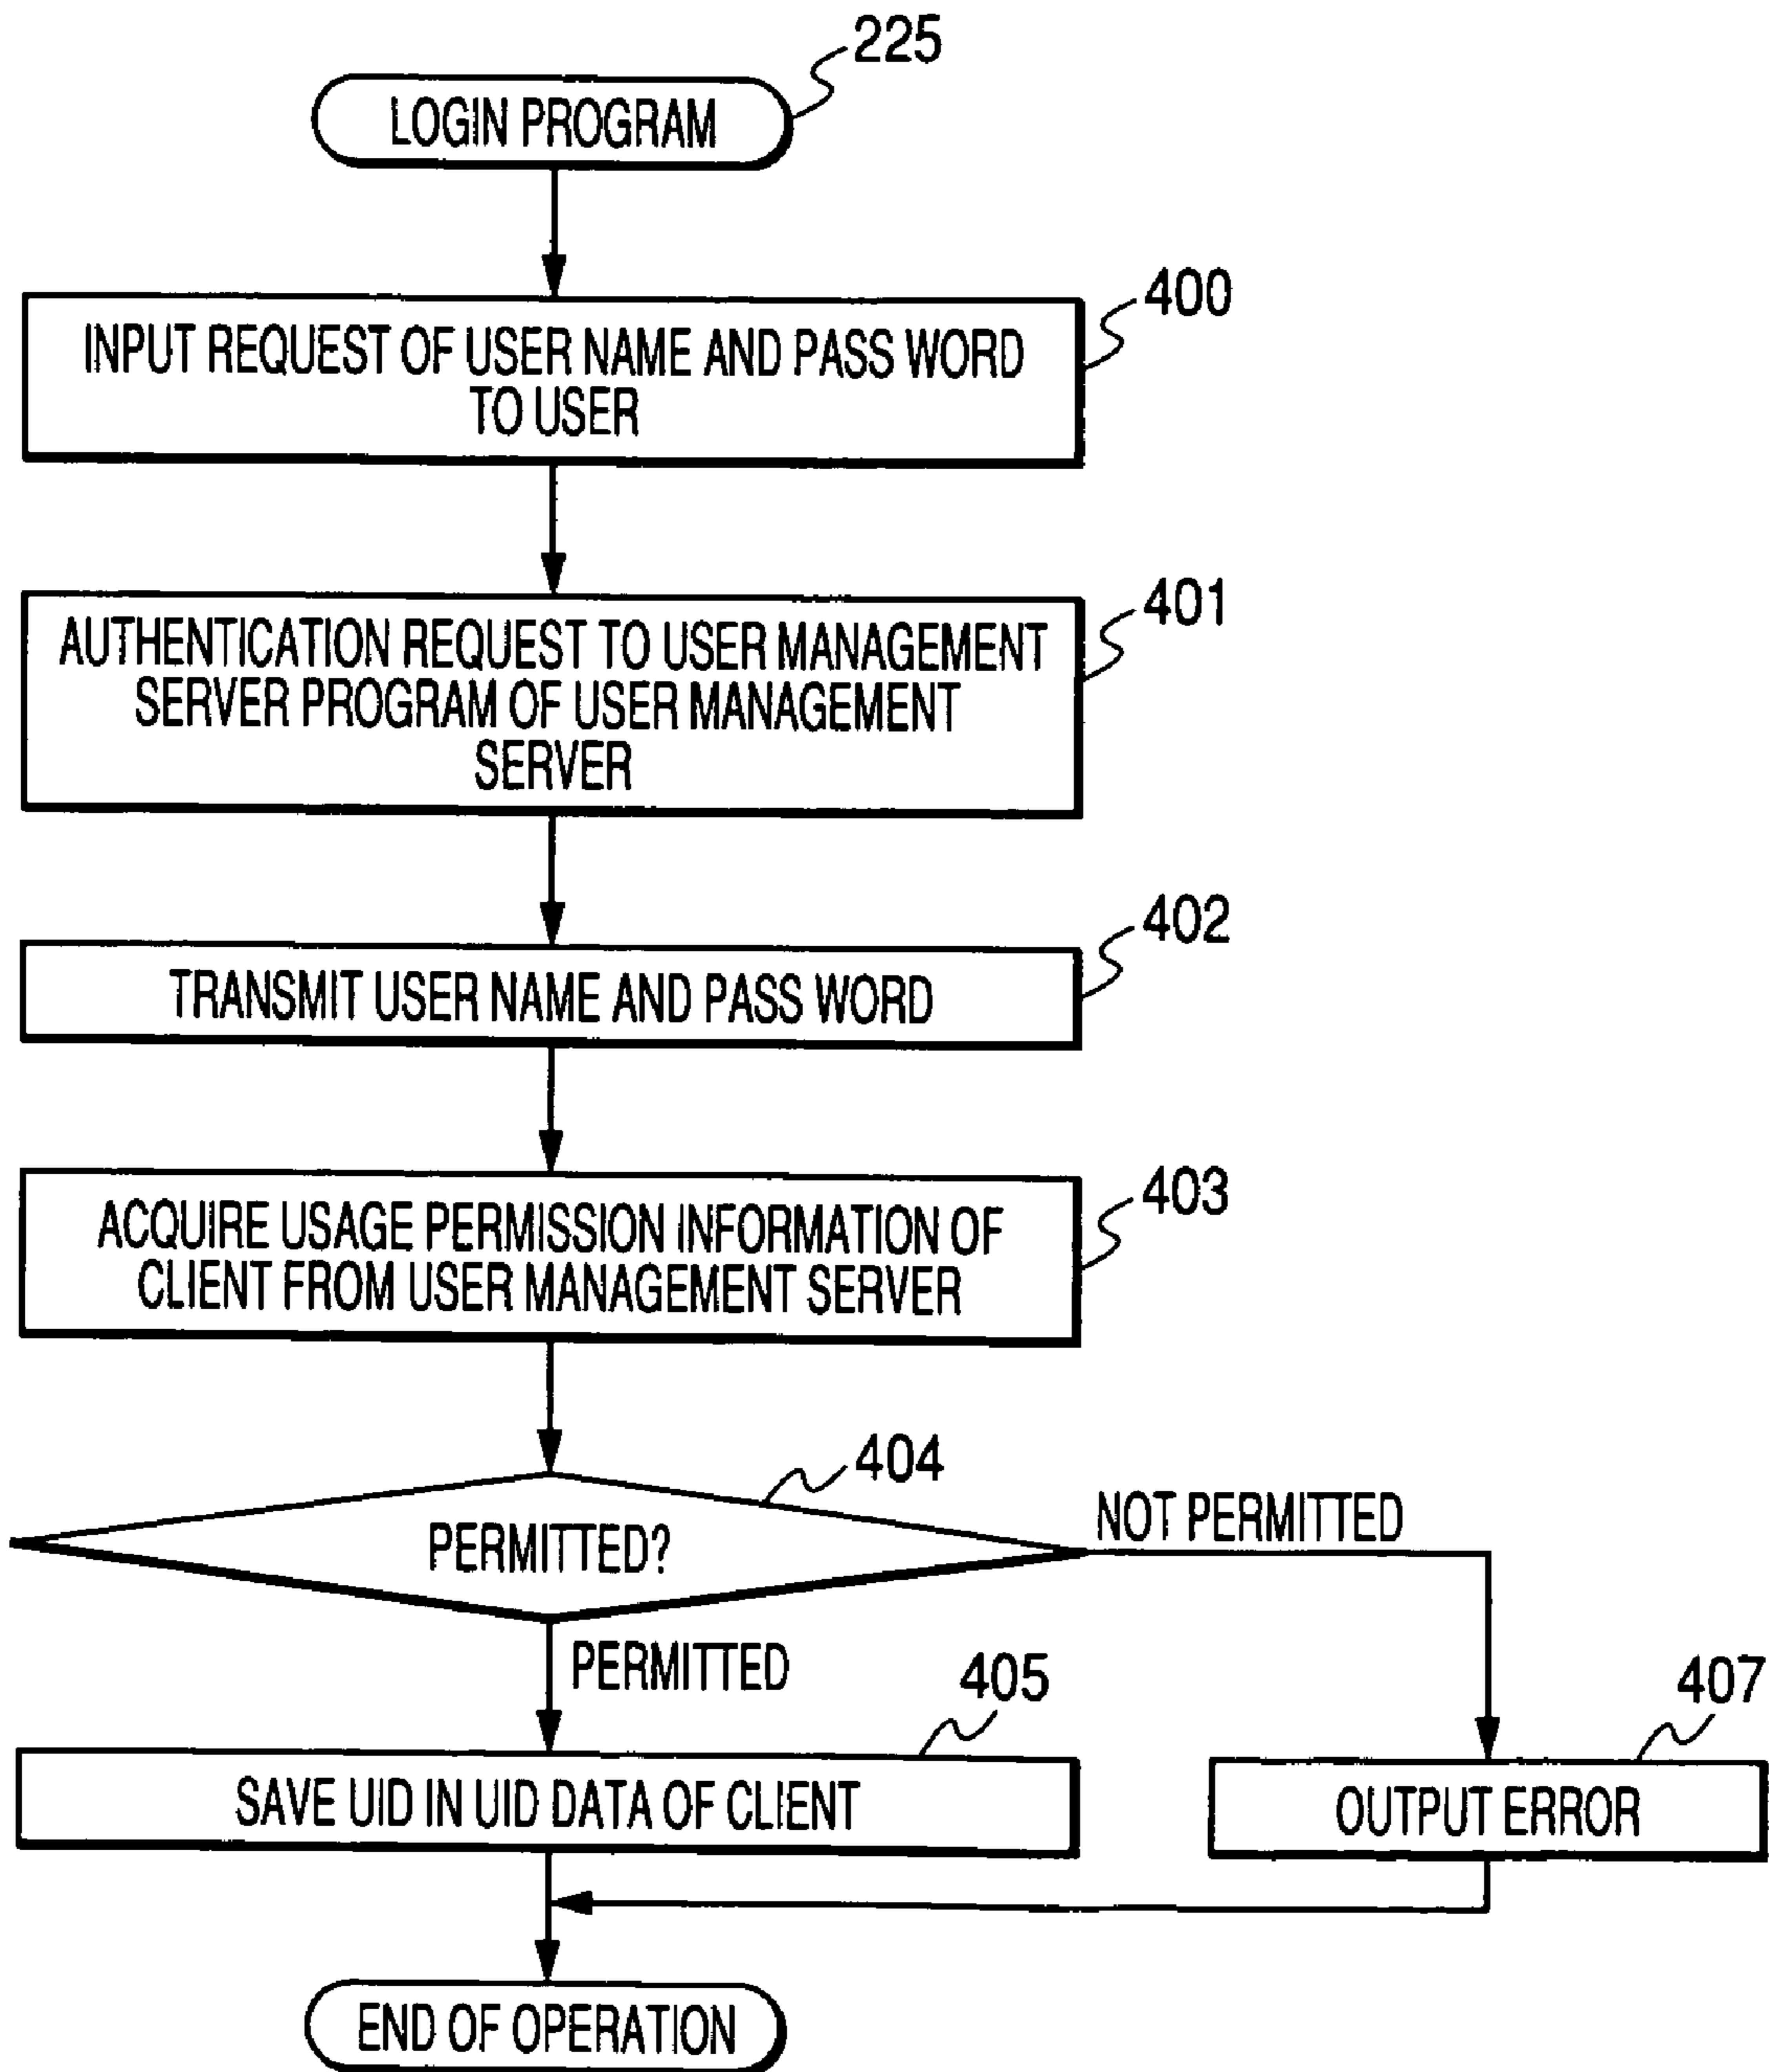 225
LOGIN PROGRAM
400
INPUT REQUEST OF USER NAME AND PASS WORD
TO USER
401
AUTHENTICATION REQUEST TO USER MANAGEMENT
SERVER PROGRAM OF USER MANAGEMENT
SERVER
402
TRANSMIT USER NAME AND PASS WORD
403
ACQUIRE USAGE PERMISSION INFORMATION OF
CLIENT FROM USER MANAGEMENT SERVER
404
PERMITTED?
NOT PERMITTED
PERMITTED
405
SAVE UID IN UID DATA OF CLIENT
407
OUTPUT ERROR
END OF OPERATION